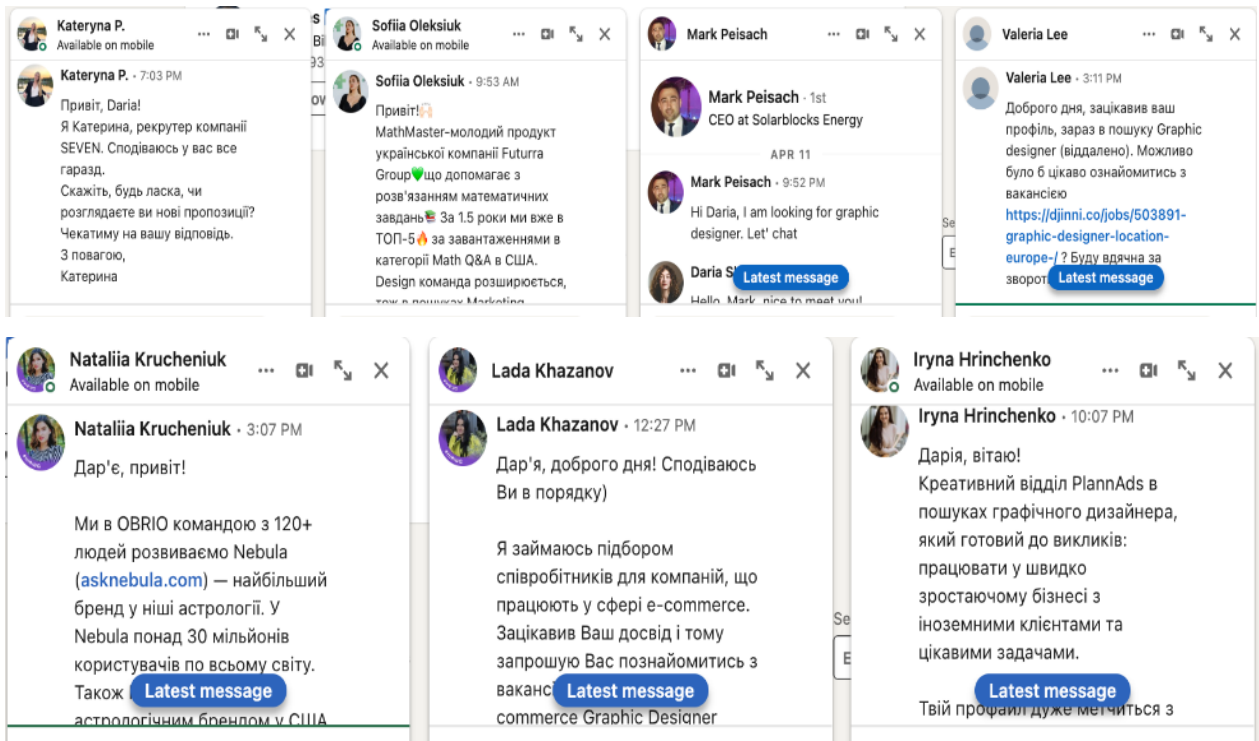 Kateryna P.
Available on mobile
Kateryna P. • 7:03 PM
Привіт, Daria!
Я Катерина, рекрутер компанії
SEVEN. Сподіваюсь у вас все
гаразд.
Скажіть, будь ласка, чи
розглядаєте ви нові пропозиції?
Чекатиму на вашу відповідь.
З повагою,
Катерина
Sofiia Oleksiuk
Available on mobile
Sofiia Oleksiuk • 9:53 AM
Привіт!🙌🏻
MathMaster-молодий продукт
української компанії Futurra
Group💚що допомагає з
розв'язанням математичних
завдань📚 За 1.5 роки ми вже в
ТОП-5🔥 за завантаженнями в
категорії Math Q&A в США.
Design команда розширюється,
тож в пошуках Marketing
Mark Peisach
Mark Peisach • 1st
CEO at Solarblocks Energy
APR 11
Mark Peisach • 9:52 PM
Hi Daria, I am looking for graphic
designer. Let' chat
Daria
Latest message
Hello, Mark, nice to meet you!
Valeria Lee
Valeria Lee • 3:11 PM
Доброго дня, зацікавив ваш
профіль, зараз в пошуку Graphic
designer (віддалено). Можливо
було б цікаво ознайомитись з
вакансією
https://djinni.co/jobs/503891-
graphic-designer-location-
europe-/ ? Буду вдячна за
Latest message
Nataliia Krucheniuk
Available on mobile
Nataliia Krucheniuk • 3:07 PM
Дар'є, привіт!
Ми в OBRIO командою з 120+
людей розвиваємо Nebula
(asknebula.com) — найбільший
бренд у ніші астрології. У
Nebula понад 30 мільйонів
користувачів по всьому світу.
Також
Latest message
астрологічним брендом у США
Lada Khazanov
Lada Khazanov • 12:27 PM
Дар'я, доброго дня! Сподіваюсь
Ви в порядку)
Я займаюсь підбором
співробітників для компаній, що
працюють у сфері e-commerce.
Зацікавив Ваш досвід і тому
запрошую Вас познайомитись з
Latest message
commerce Graphic Designer
Iryna Hrinchenko
Available on mobile
Iryna Hrinchenko • 10:07 PM
Дарія, вітаю!
Креативний відділ PlannAds в
пошуках графічного дизайнера,
який готовий до викликів:
працювати у швидко
зростаючому бізнесі з
іноземними клієнтами та
цікавими задачами.
Latest message
Твій профайл дуже метчиться з